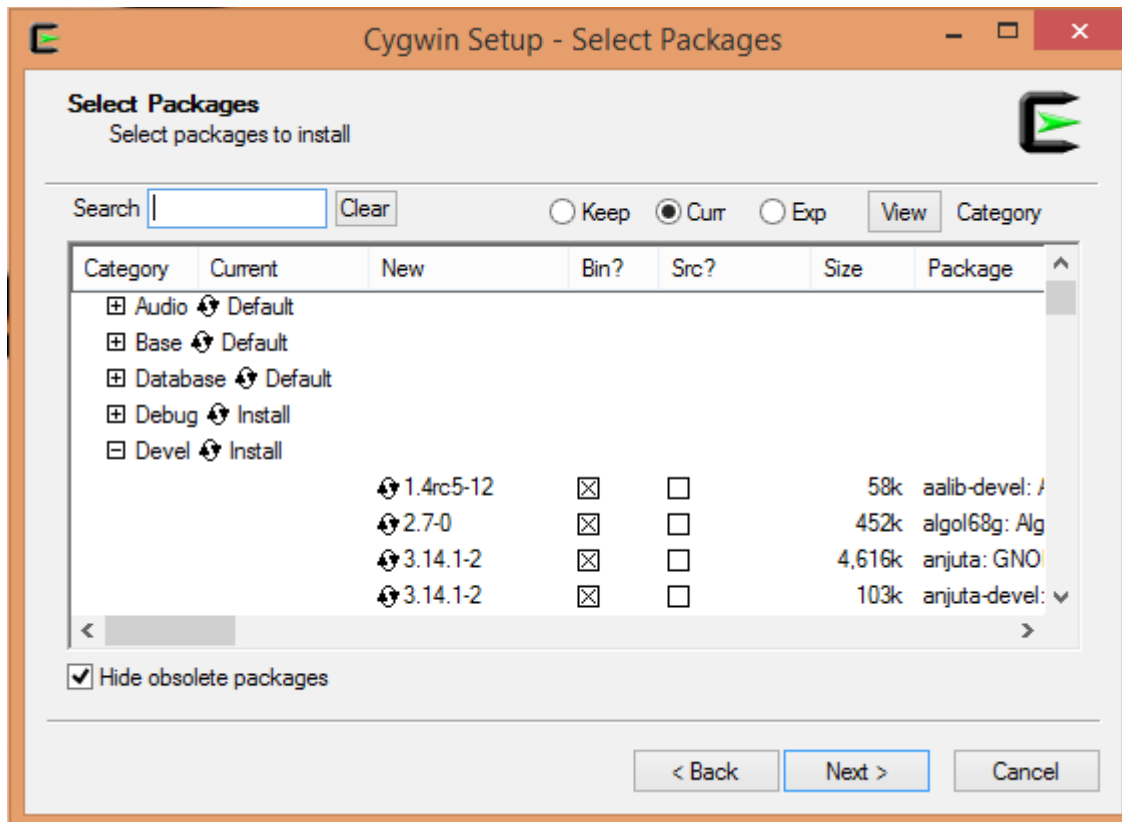 Cygwin Setup - Select Packages
Select Packages
Select packages to install
Search Clear Keep Curr Exp View Category
Category Current New Bin? Src? Size Package
Audio Default
Base Default
Database Default
Debug Install
Devel Install
1.4rc5-12 58k aalib-devel:
2.7-0 452k algol68g: Alg
3.14.1-2 4,616k anjuta: GNO
3.14.1-2 103k anjuta-devel:
Hide obsolete packages
< Back Next > Cancel